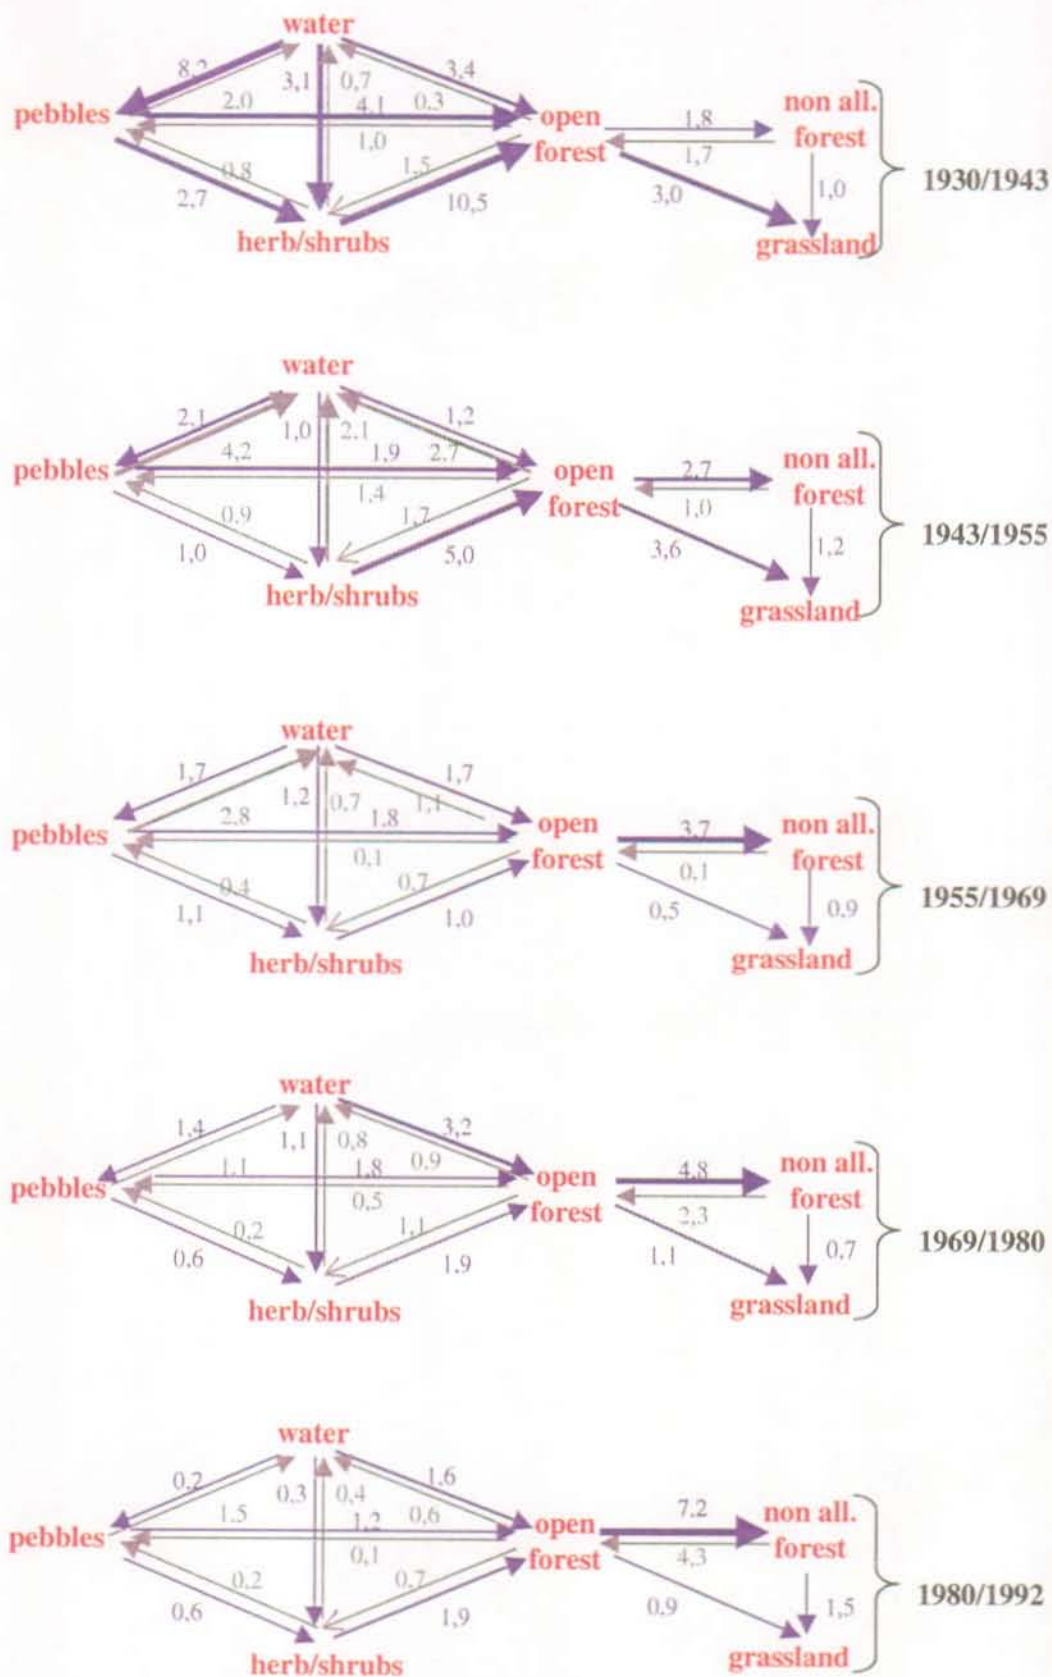 water
8,2
3,1
0,7
3,4
2.0
4.1
0.3
pebbles
open
forest
1,0
1,8
1,7
non all.
forest
0.8
1,5
2,7
10,5
3,0
1,0
herb/shrubs
grassland
1930/1943
water
2,1
1,0
2.1
1,2
4,2
1,9
2.7
pebbles
open
forest
1,4
2,7
1,0
non all.
forest
0.9
1,7
1,0
5,0
3,6
1,2
herb/shrubs
grassland
1943/1955
water
1,7
1,2
0,7
1,7
2,8
1,8
1,1
pebbles
open
forest
0,1
3,7
0,1
non all.
forest
0,4
0,7
1,1
1,0
0,5
0,9
herb/shrubs
grassland
1955/1969
water
1,4
1,1
0,8
3,2
1,1
1,8
0.9
pebbles
open
forest
0,5
4,8
2,3
non all.
forest
0,2
1,1
0,6
1,9
1,1
0,7
herb/shrubs
grassland
1969/1980
water
0,2
0,3
0,4
1,6
1,5
1,2
0,6
pebbles
open
forest
0,1
7,2
4,3
non all.
forest
0,2
0,7
0,6
1,9
0,9
1,5
herb/shrubs
grassland
1980/1992